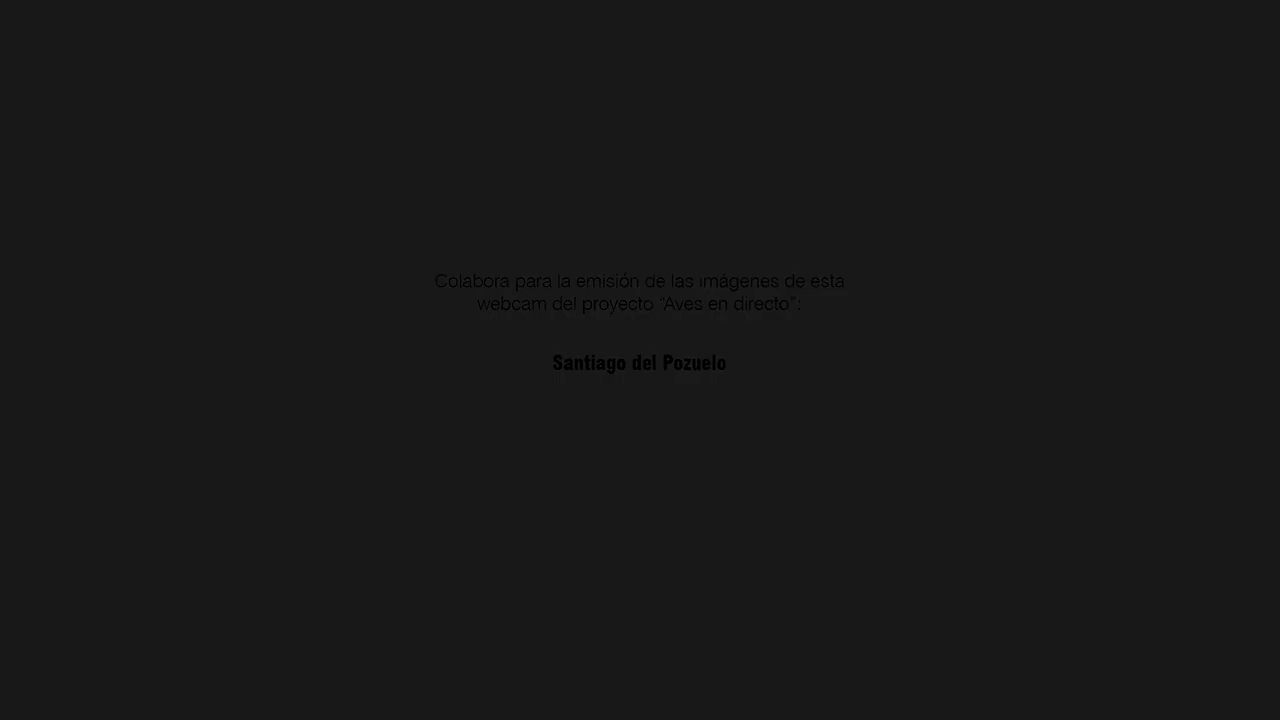 Colabora para la emisión de las imágenes de esta
webcam del proyecto “Aves en directo”:
Santiago del Pozuelo